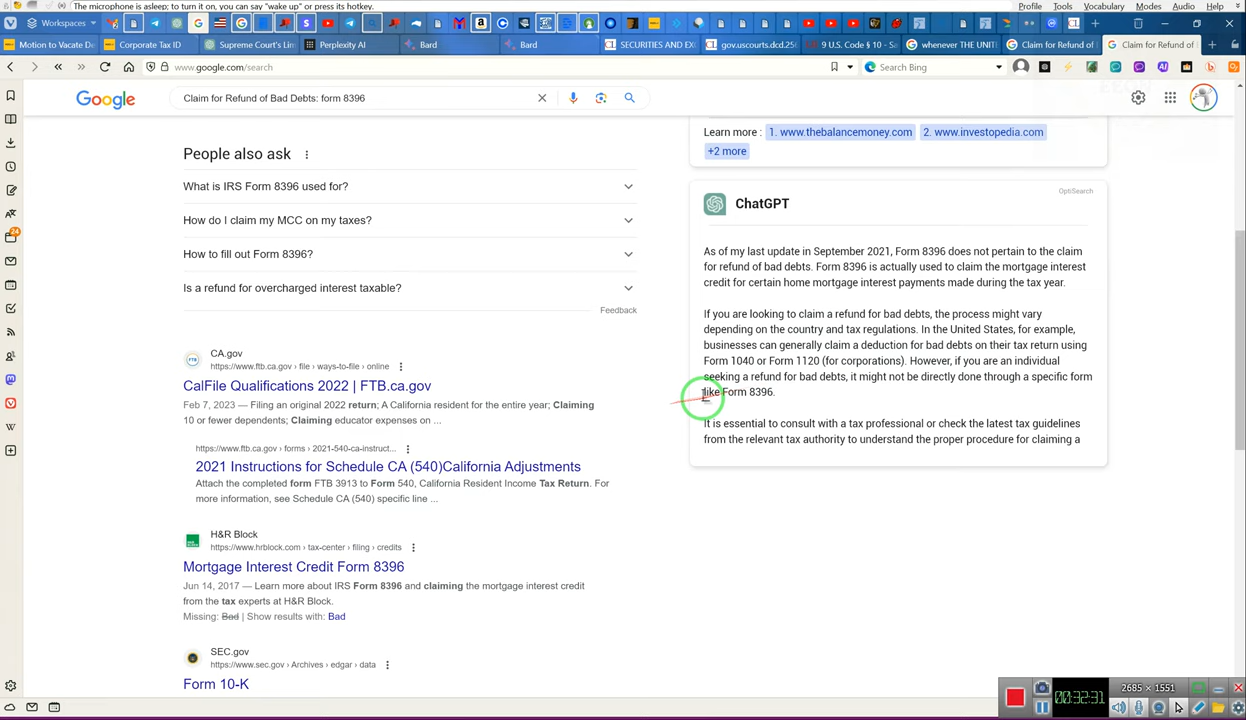 The microphone is asleep; to turn it on, you can say "wake up" or press its hotkey.
Profile Tools Vocabulary Modes Audio Help
Workspaces
Motion to Vacate De
Corporate Tax ID
Supreme Court's Lin
Perplexity AI
Bard
Bard
SECURITIES AND EX
gov.uscourts.dcd.256
9 U.S. Code § 10 - S
whenever THE UNIT
Claim for Refund of
Claim for Refund of
www.google.com/search
Search Bing
Google
Claim for Refund of Bad Debts: form 8396
People also ask
What is IRS Form 8396 used for?
How do I claim my MCC on my taxes?
How to fill out Form 8396?
Is a refund for overcharged interest taxable?
Feedback
CA.gov
https://www.ftb.ca.gov › file › ways-to-file › online
CalFile Qualifications 2022 | FTB.ca.gov
Feb 7, 2023 — Filing an original 2022 return; A California resident for the entire year; Claiming
10 or fewer dependents; Claiming educator expenses on ...
https://www.ftb.ca.gov › forms › 2021-540-ca-instruct...
2021 Instructions for Schedule CA (540)California Adjustments
Attach the completed form FTB 3913 to Form 540, California Resident Income Tax Return. For
more information, see Schedule CA (540) specific line ...
H&R Block
https://www.hrblock.com › tax-center › filing › credits
Mortgage Interest Credit Form 8396
Jun 14, 2017 — Learn more about IRS Form 8396 and claiming the mortgage interest credit
from the tax experts at H&R Block.
Missing: Bad | Show results with: Bad
SEC.gov
https://www.sec.gov › Archives › edgar › data
Form 10-K
Learn more : 1. www.thebalancemoney.com 2. www.investopedia.com
+2 more
OptiSearch
ChatGPT
As of my last update in September 2021, Form 8396 does not pertain to the claim
for refund of bad debts. Form 8396 is actually used to claim the mortgage interest
credit for certain home mortgage interest payments made during the tax year.
If you are looking to claim a refund for bad debts, the process might vary
depending on the country and tax regulations. In the United States, for example,
businesses can generally claim a deduction for bad debts on their tax return using
Form 1040 or Form 1120 (for corporations). However, if you are an individual
seeking a refund for bad debts, it might not be directly done through a specific form
like Form 8396.
It is essential to consult with a tax professional or check the latest tax guidelines
from the relevant tax authority to understand the proper procedure for claiming a
24
00:32:31
2685 × 1551